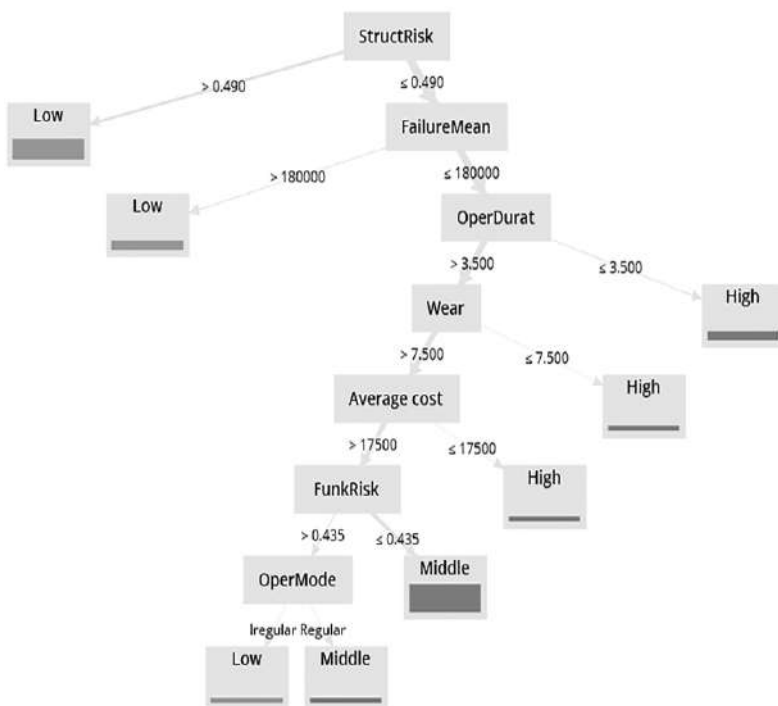 StructRisk
> 0.490
≤ 0.490
Low
FailureMean
> 180000
≤ 180000
Low
OperDurat
> 3.500
≤ 3.500
Wear
High
> 7.500
≤ 7.500
Average cost
High
> 17500
≤ 17500
FunkRisk
High
> 0.435
≤ 0.435
OperMode
Middle
Iregular Regular
Low
Middle